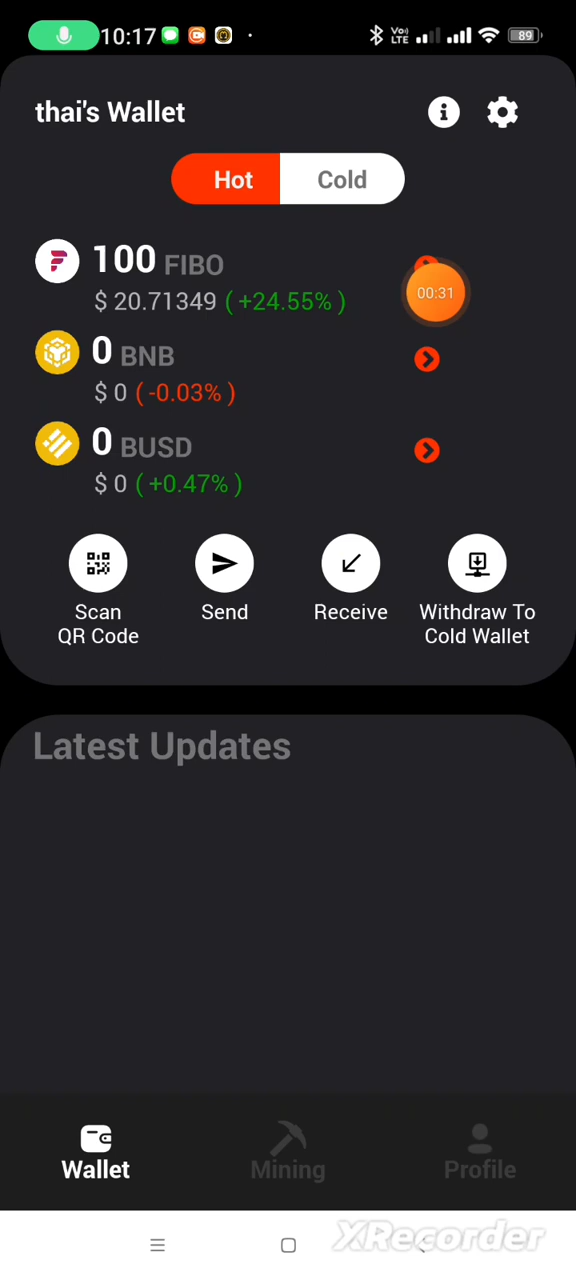 10:17
Vo)
LTE
89
thai's Wallet
Hot
Cold
100 FIBO
$ 20.71349 ( +24.55% )
00:31
0 BNB
$ 0 ( -0.03% )
0 BUSD
$ 0 ( +0.47% )
Scan
QR Code
Send
Receive
Withdraw To
Cold Wallet
Latest Updates
Wallet
Mining
Profile
XRecorder